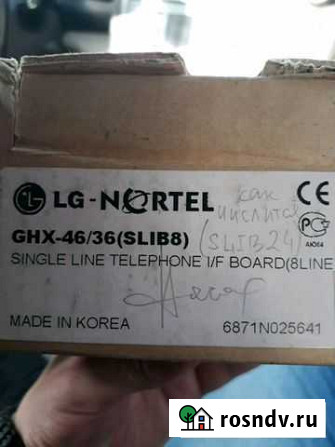 LG-NORTEL
как
числится
GHX-46/36(SLIB8)
(SLIB24)
SINGLE LINE TELEPHONE I/F BOARD(8LINE
MADE IN KOREA
6871N025641
rosndv.ru